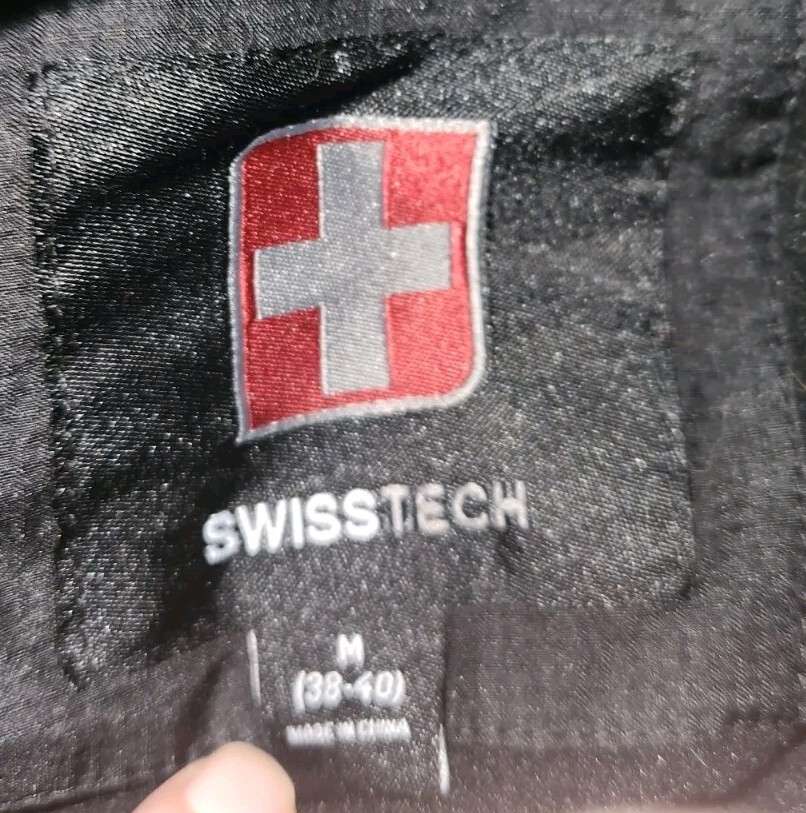 SWISSTECH
M
(38-40)
MADE IN CHINA